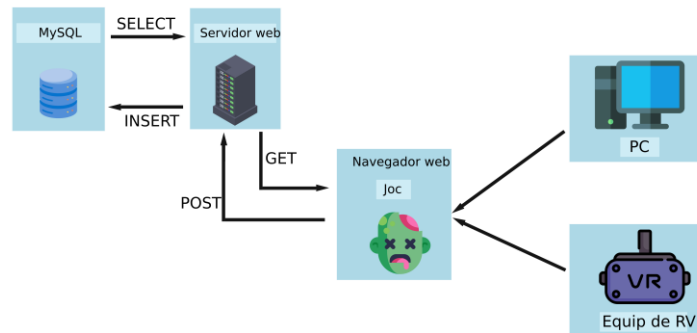 MySQL
SELECT
Servidor web
INSERT
GET
POST
Navegador web
Joc
PC
VR
Equip de RV